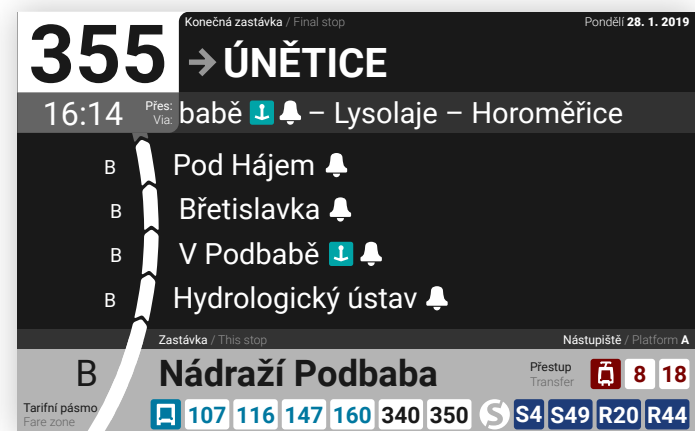 355
Konečná zastávka / Final stop
Pondělí 28. 1. 2019
→ ÚNĚTICE
16:14
Přes:
Via:
babě – Lysolaje – Horoměřice
B Pod Hájem
B Břetislavka
B V Podbabě
B Hydrologický ústav
Zastávka / This stop
Nástupiště / Platform A
B
Nádraží Podbaba
Přestup
Transfer
8 18
Tarifní pásmo
Fare zone
107 116 147 160 340 350 S S4 S49 R20 R44